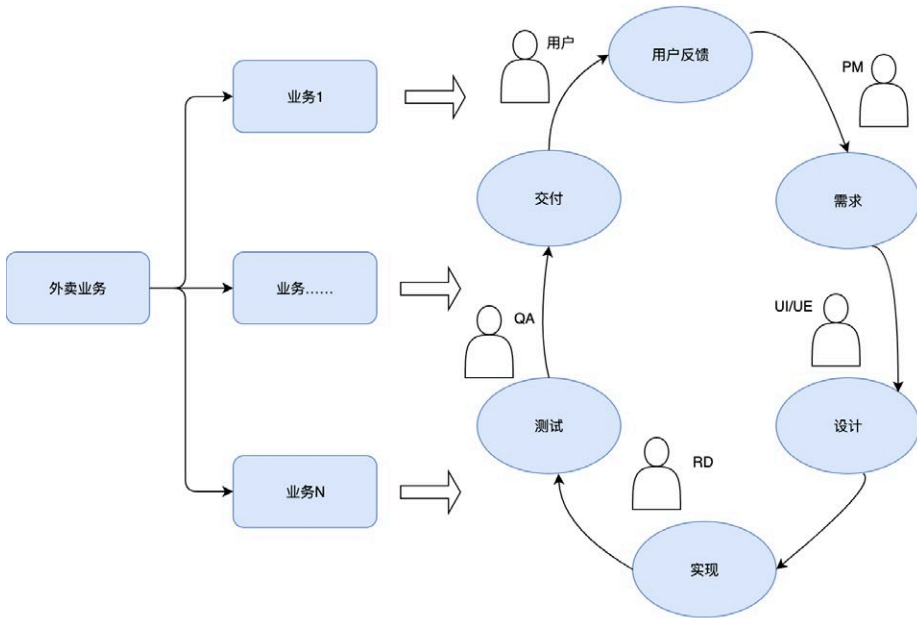 用户
用户反馈
PM
业务1
交付
需求
外卖业务
业务……
QA
UI/UE
测试
设计
RD
业务N
实现